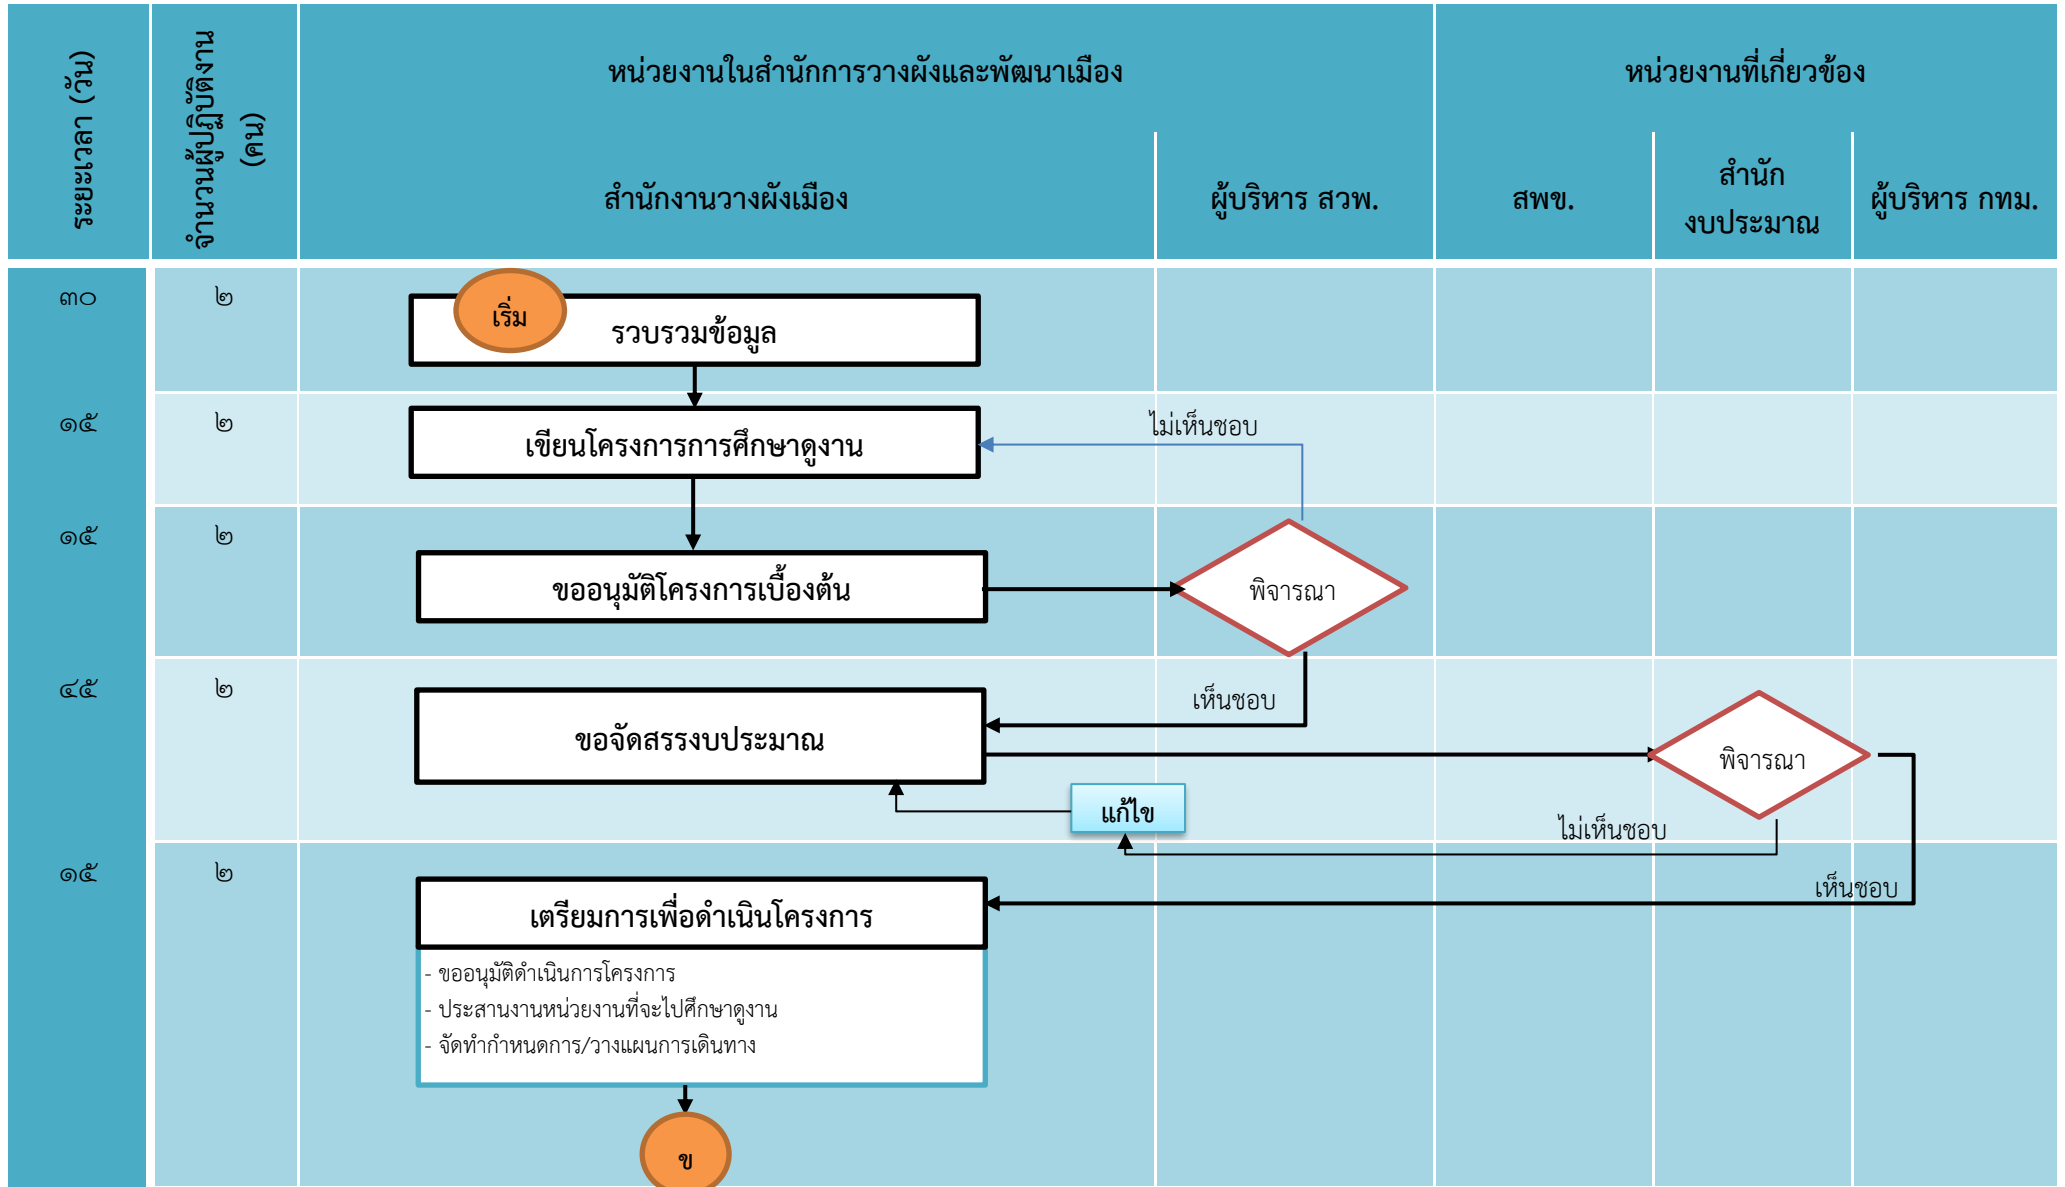 ระยะเวลา (วัน)
จำนวนผู้ปฏิบัติงาน
(คน)
หน่วยงานในสำนักการวางผังและพัฒนาเมือง
หน่วยงานที่เกี่ยวข้อง
สำนักงานวางผังเมือง
ผู้บริหาร สวพ.
สพข.
สำนัก
งบประมาณ
ผู้บริหาร กทม.
๓๐
๒
เริ่ม
รวบรวมข้อมูล
๑๕
๒
เขียนโครงการการศึกษาดูงาน
ไม่เห็นชอบ
๑๕
๒
ขออนุมัติโครงการเบื้องต้น
พิจารณา
๔๕
๒
เห็นชอบ
ขอจัดสรรงบประมาณ
พิจารณา
แก้ไข
ไม่เห็นชอบ
๑๕
๒
เห็นชอบ
เตรียมการเพื่อดำเนินโครงการ
- ขออนุมัติดำเนินการโครงการ
- ประสานงานหน่วยงานที่จะไปศึกษาดูงาน
- จัดทำกำหนดการ/วางแผนการเดินทาง
ข